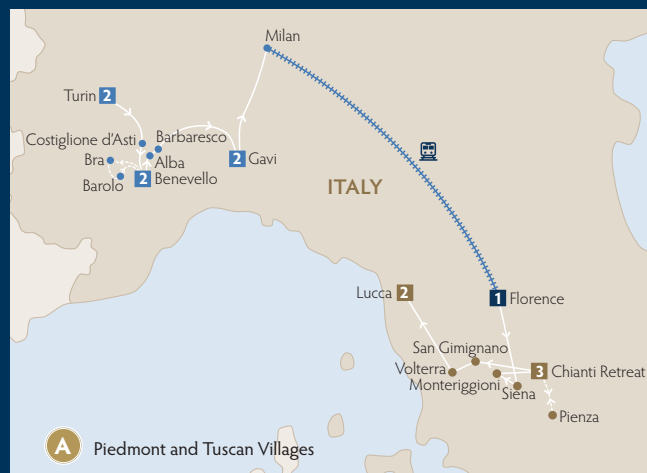 Milan
Turin 2
Costiglione d'Asti
Barbaresco
Bra
Alba
2 Gavi
Barolo
2 Benevello
ITALY
Lucca 2
1 Florence
San Gimignano
Volterra
3 Chianti Retreat
Monteriggioni
Siena
Pienza
A Piedmont and Tuscan Villages